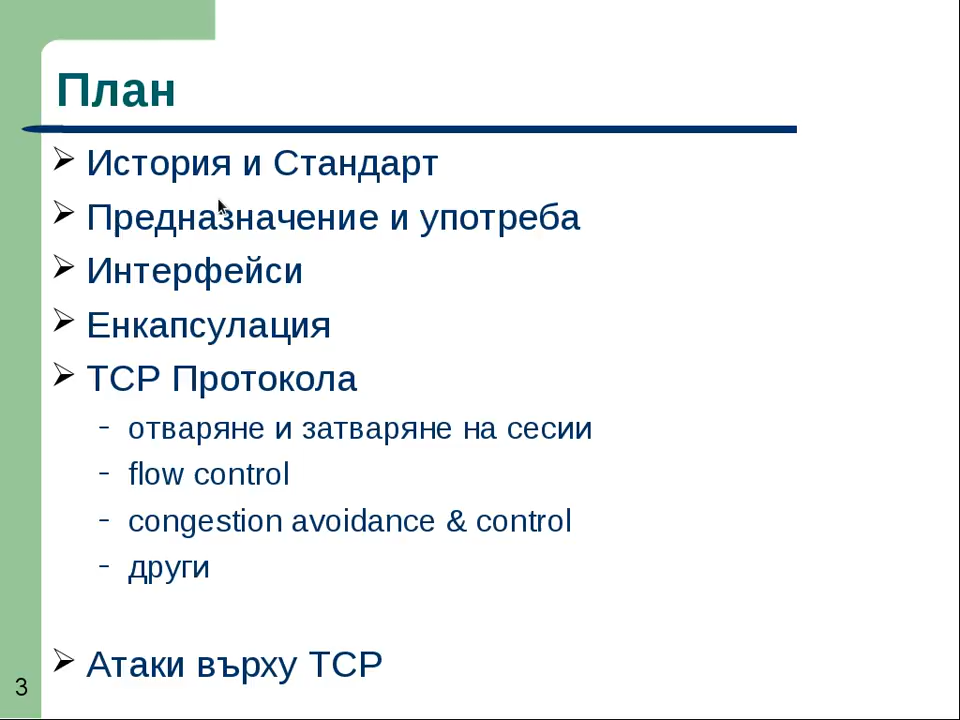 План
История и Стандарт
Предназначение и употреба
Интерфейси
Енкапсулация
TCP Протокола
отваряне и затваряне на сесии
flow control
congestion avoidance & control
други
Атаки върху TCP
3